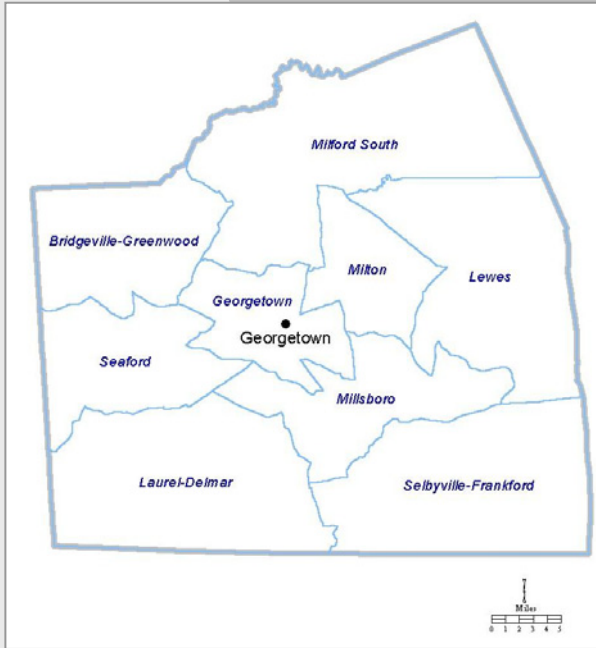 Milford South
Bridgeville-Greenwood
Milton
Lewes
Georgetown
Georgetown
Seaford
Millsboro
Laurel-Delmar
Selbyville-Frankford
Miles
0 1 2 3 4 5